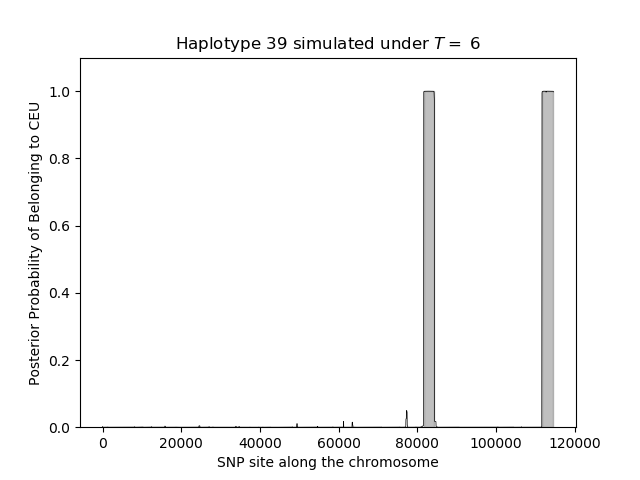 Haplotype 39 simulated under T = 6
Posterior Probability of Belonging to CEU
1.0
0.8
0.6
0.4
0.2
0.0
0 20000 40000 60000 80000 100000 120000
SNP site along the chromosome